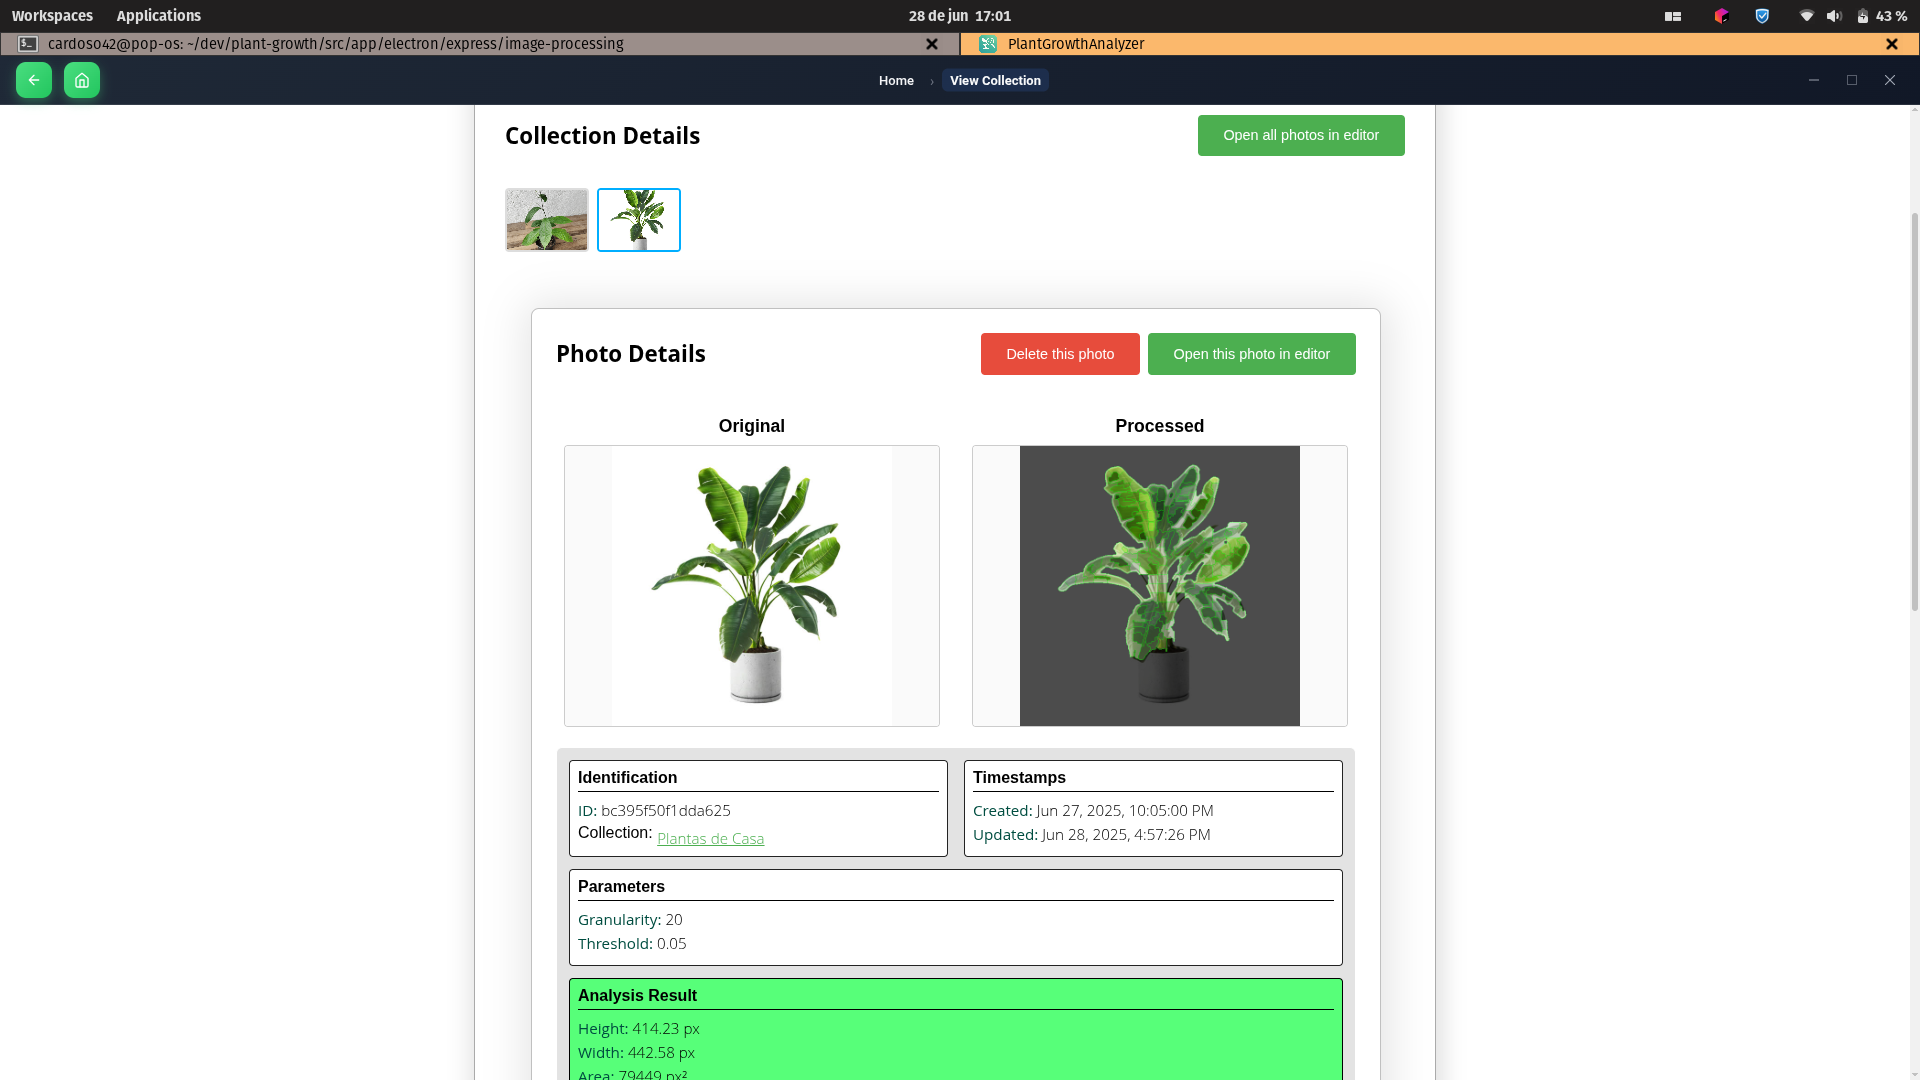 Workspaces Applications 28 de jun 17:01 43 %
cardoso42@pop-os: ~/dev/plant-growth/src/app/electron/express/image-processing PlantGrowthAnalyzer
Home › View Collection
Collection Details Open all photos in editor
Photo Details Delete this photo Open this photo in editor
Original Processed
Identification
ID: bc395f50f1dda625
Collection: Plantas de Casa
Timestamps
Created: Jun 27, 2025, 10:05:00 PM
Updated: Jun 28, 2025, 4:57:26 PM
Parameters
Granularity: 20
Threshold: 0.05
Analysis Result
Height: 414.23 px
Width: 442.58 px
Area: 79449 px²